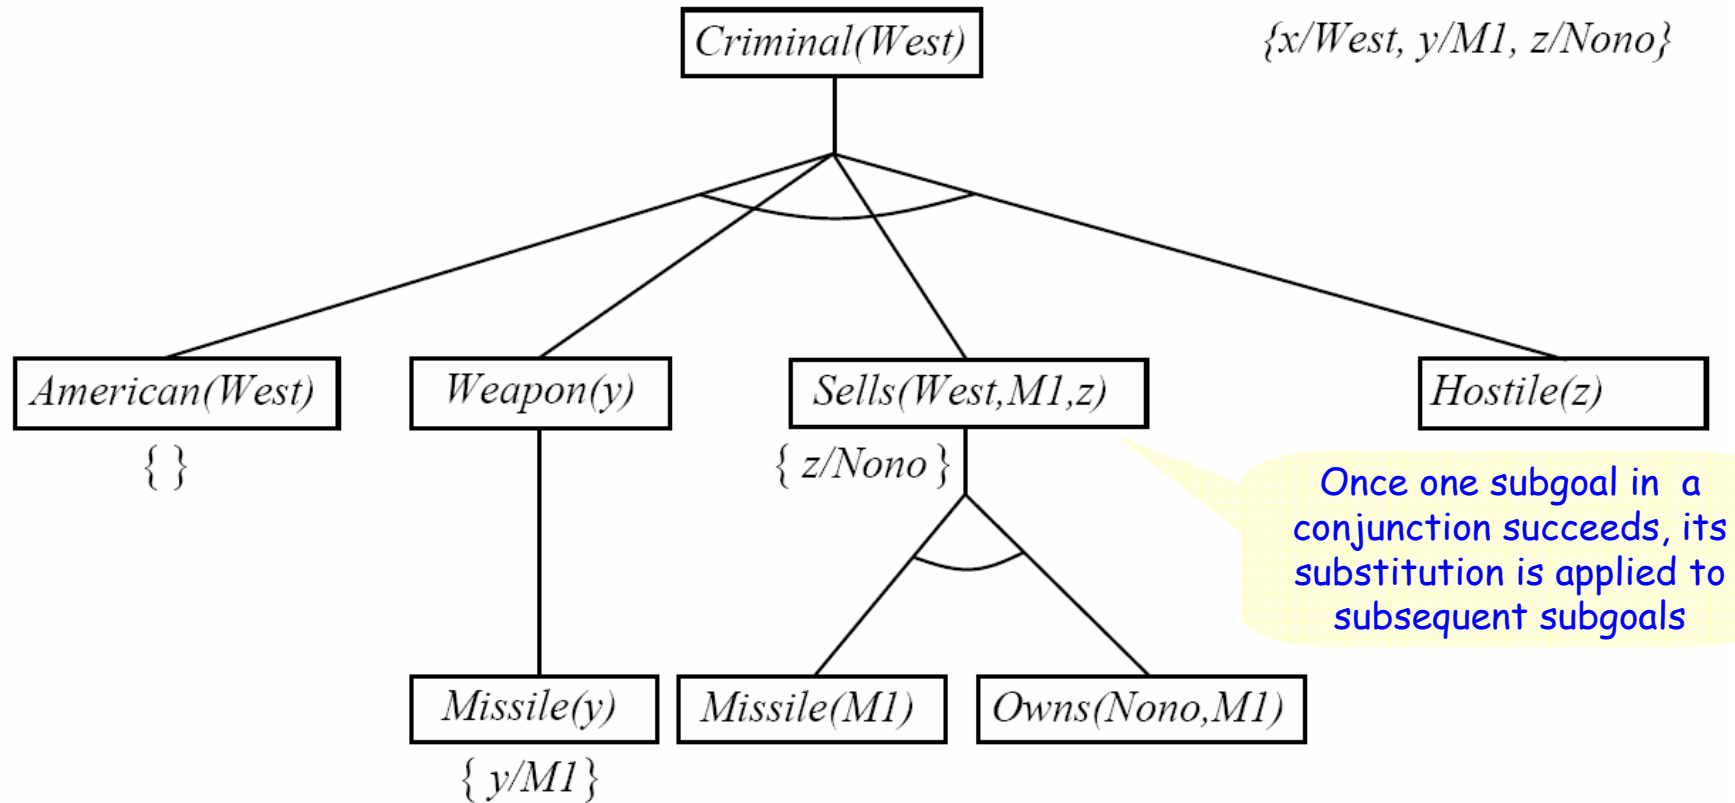 Criminal(West)
{x/West, y/M1, z/Nono}
American(West)
Weapon(y)
Sells(West,M1,z)
Hostile(z)
{ }
{ z/Nono }
Once one subgoal in a
conjunction succeeds, its
substitution is applied to
subsequent subgoals
Missile(y)
Missile(M1)
Owns(Nono,M1)
{ y/M1 }